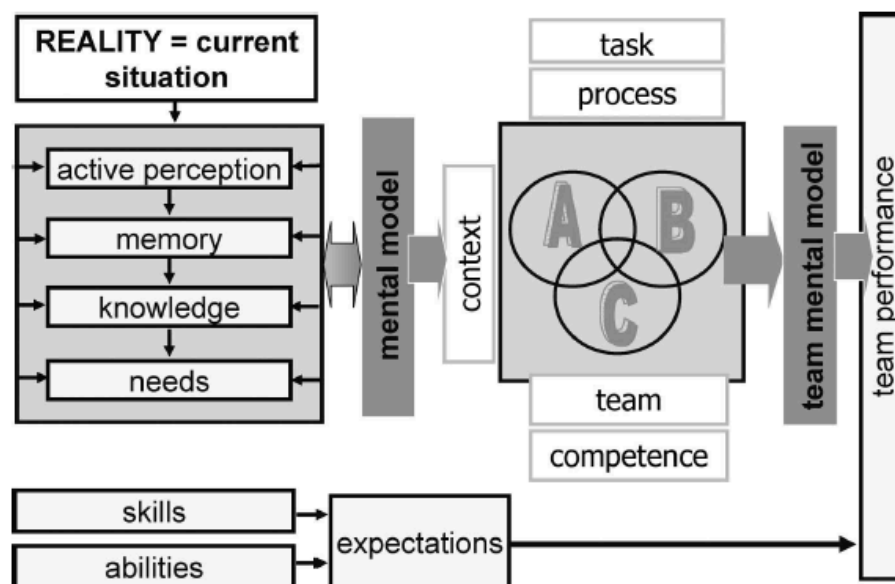 REALITY = current
situation
active perception
memory
knowledge
needs
mental model
context
task
process
A
B
C
team
competence
team mental model
team performance
skills
abilities
expectations